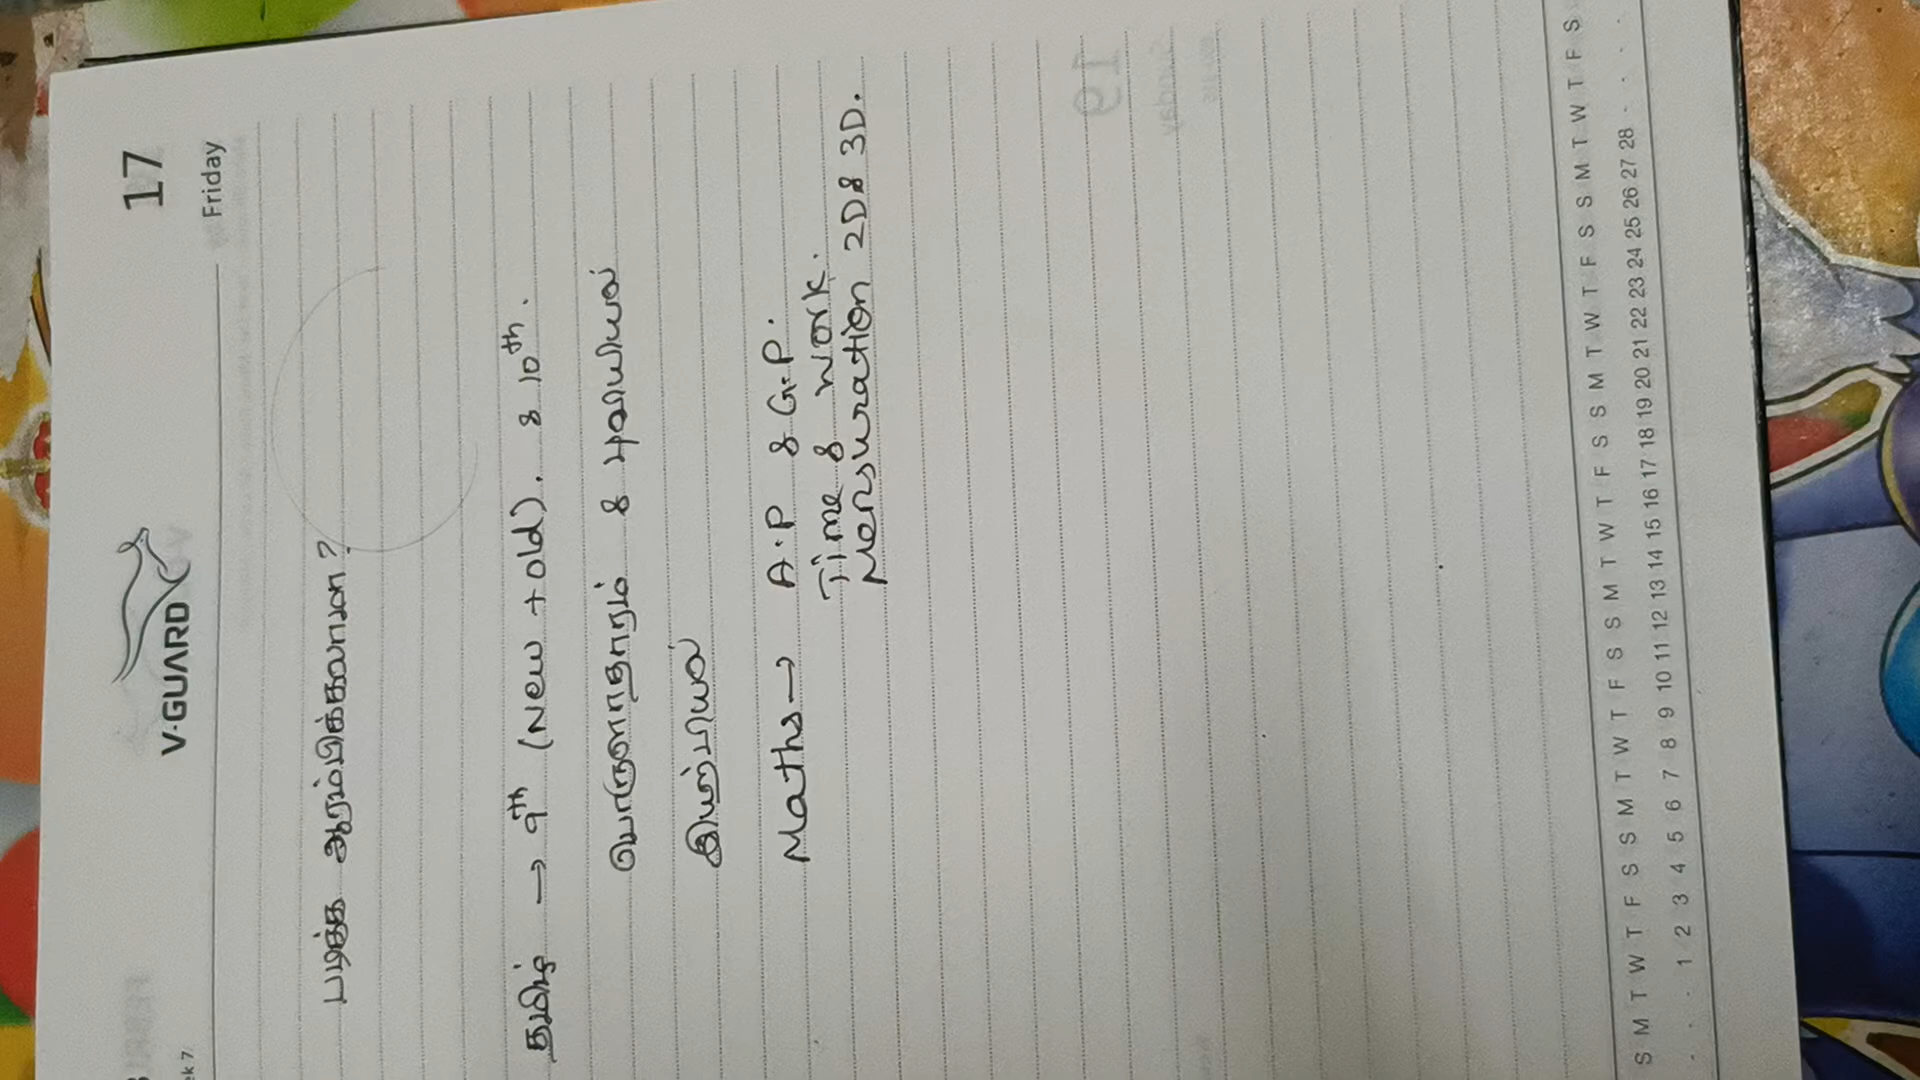 17
Friday
V-GUARD
ek 7
படிக்க ஆரம்பிக்கலாமா?
தமிழ் → 9th (New + old). & 10th.
பொருளாதாரம் & புவியியல்
இயற்பியல்
Maths → A.P & G.P.
Time & Work.
Mensuration 2D & 3D.
S M T W T F S S M T W T F S S M T W T F S S M T W T F S S M T W T F S
1 2 3 4 5 6 7 8 9 10 11 12 13 14 15 16 17 18 19 20 21 22 23 24 25 26 27 28